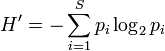 H' = -\sum_{i=1}^{S} p_i \log_2 p_i